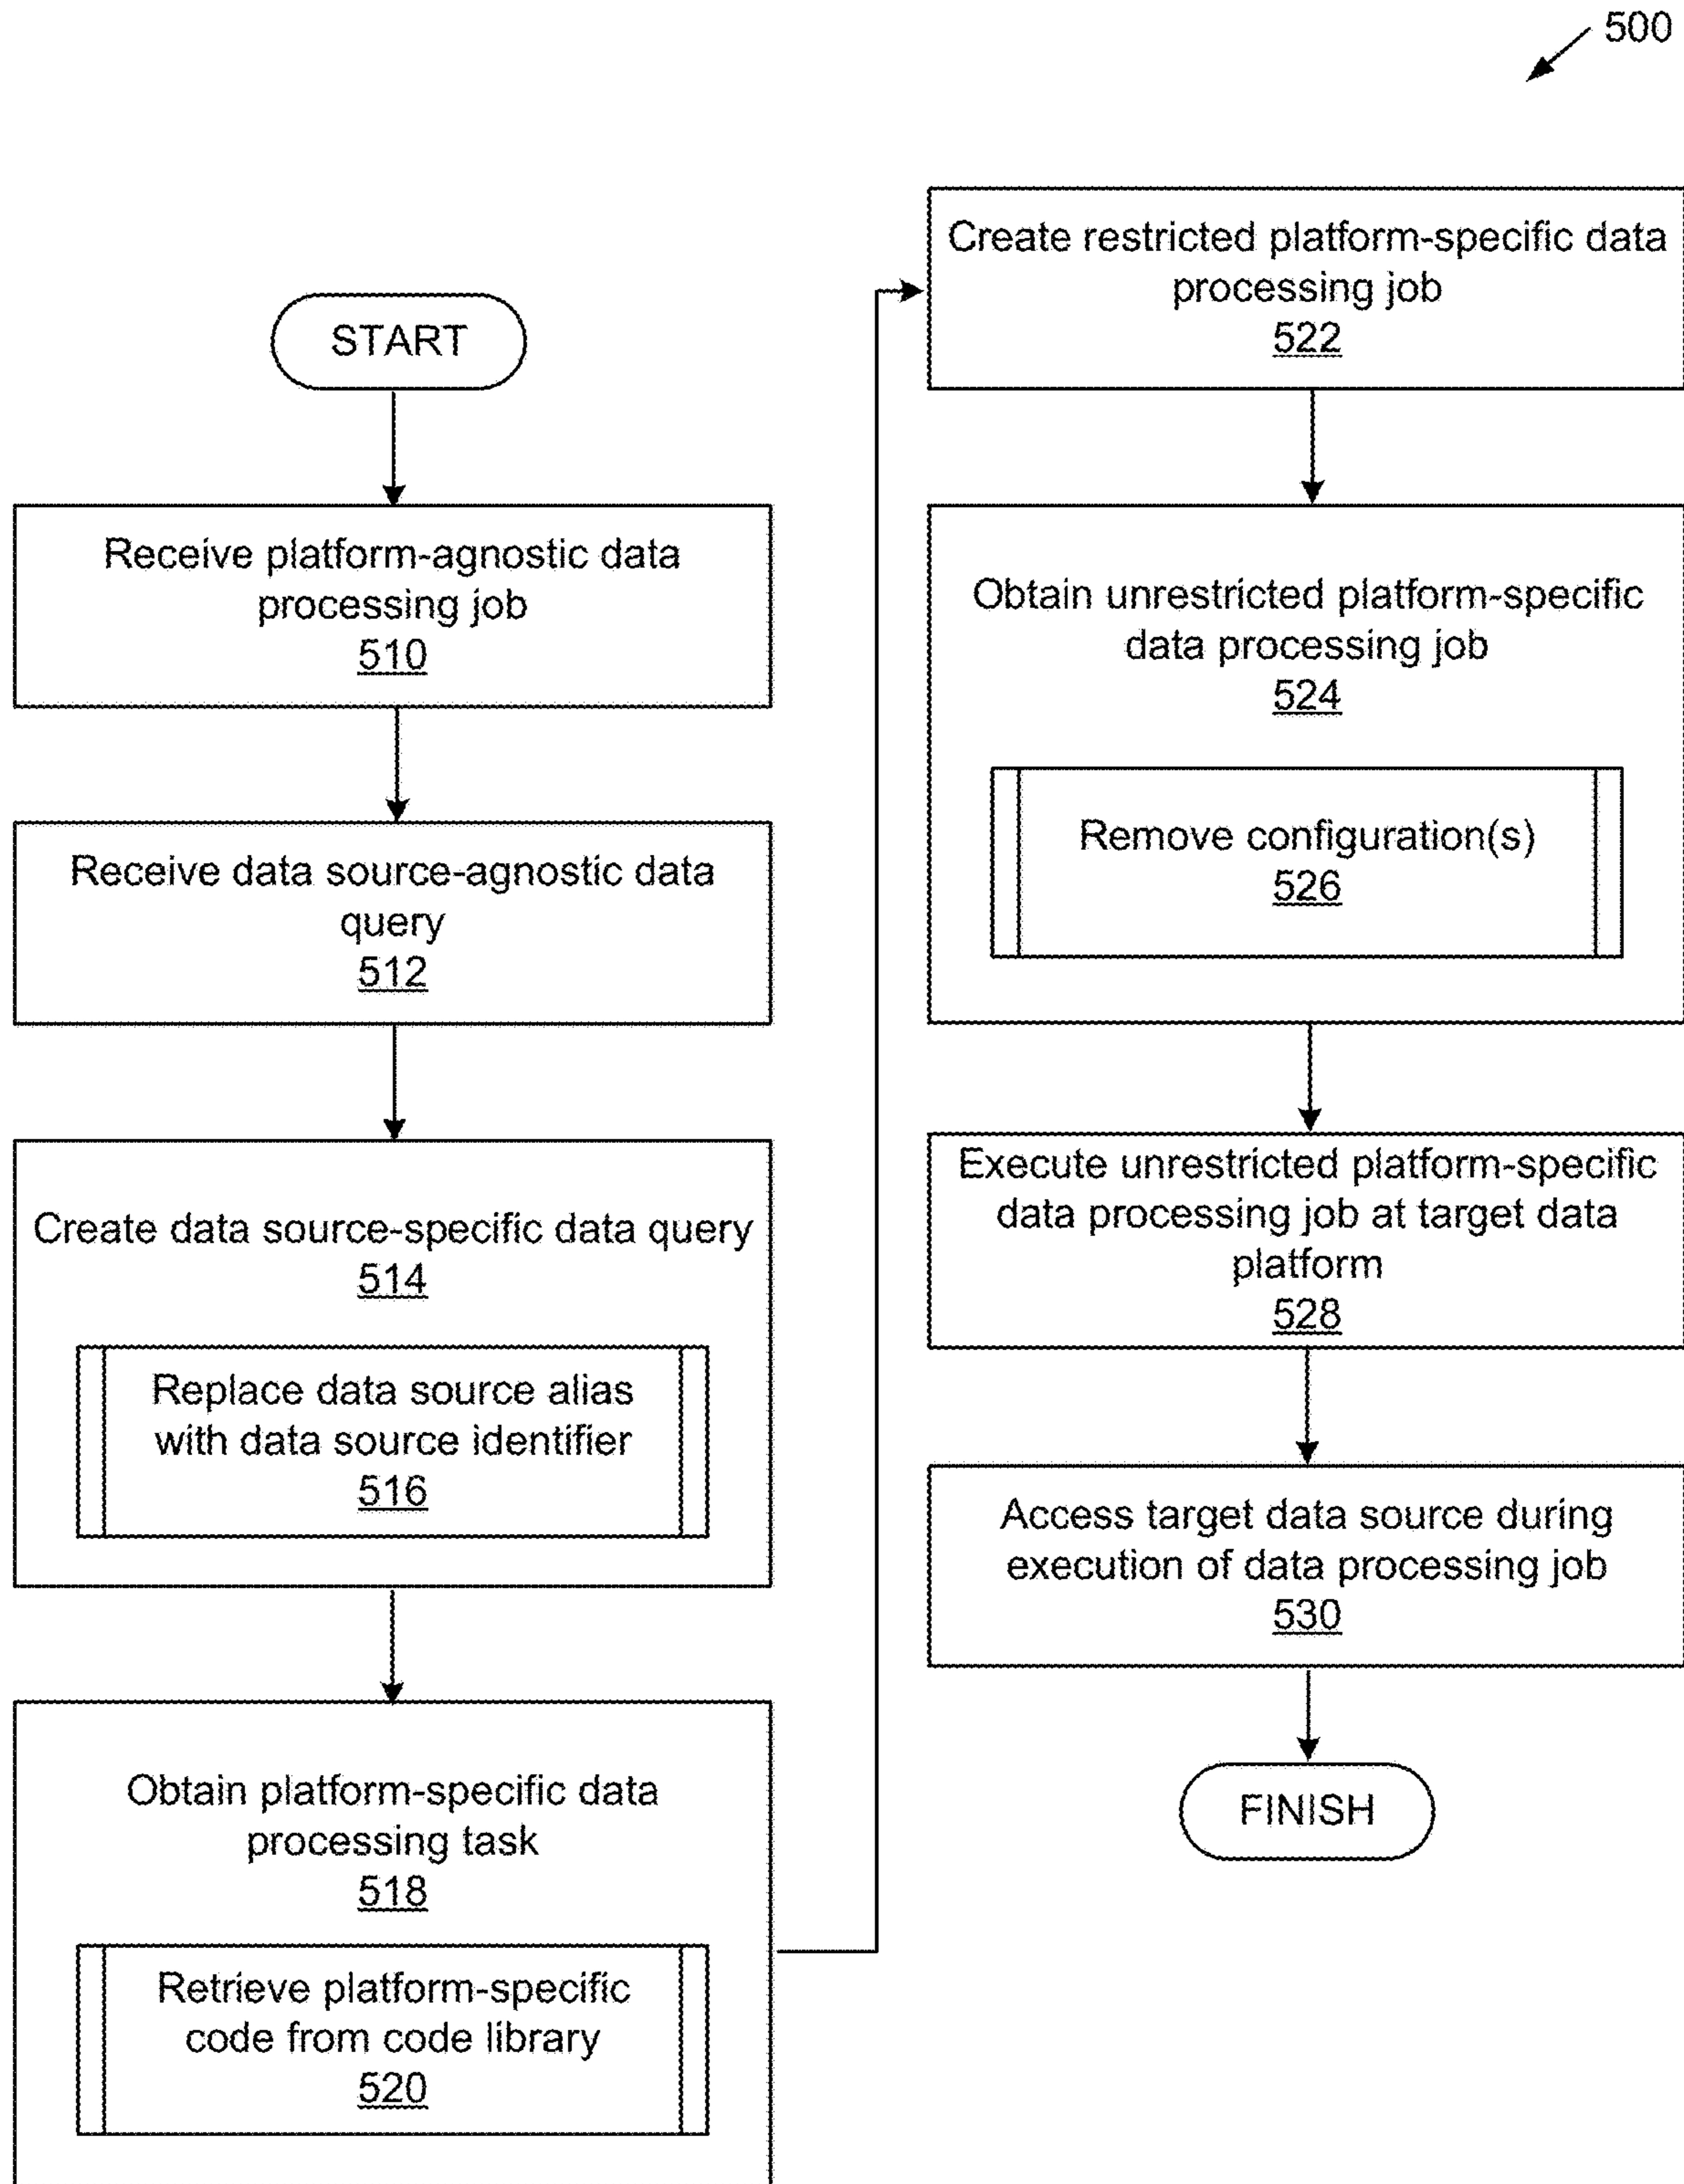 500
START
Receive platform-agnostic data
processing job
510
Receive data source-agnostic data
query
512
Create data source-specific data query
514
Replace data source alias
with data source identifier
516
Obtain platform-specific data
processing task
518
Retrieve platform-specific
code from code library
520
Create restricted platform-specific data
processing job
522
Obtain unrestricted platform-specific
data processing job
524
Remove configuration(s)
526
Execute unrestricted platform-specific
data processing job at target data
platform
528
Access target data source during
execution of data processing job
530
FINISH